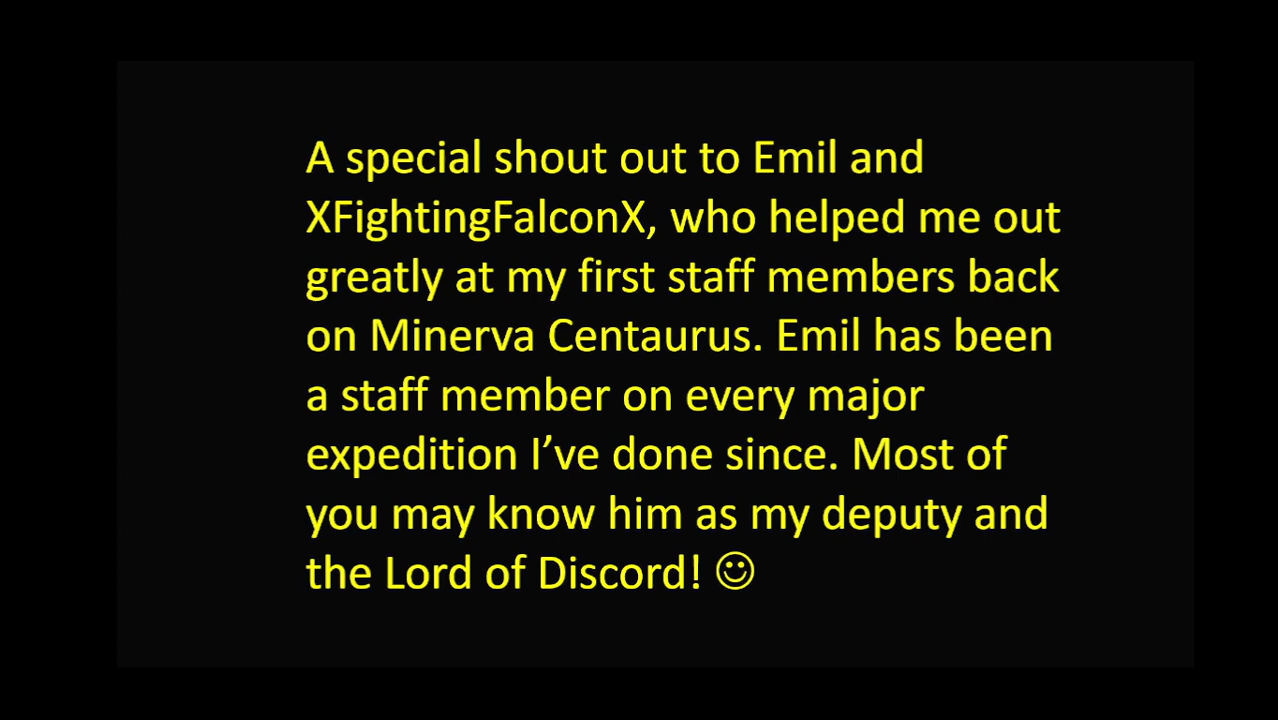 A special shout out to Emil and
XFightingFalconX, who helped me out
greatly at my first staff members back
on Minerva Centaurus. Emil has been
a staff member on every major
expedition I’ve done since. Most of
you may know him as my deputy and
the Lord of Discord! ☺